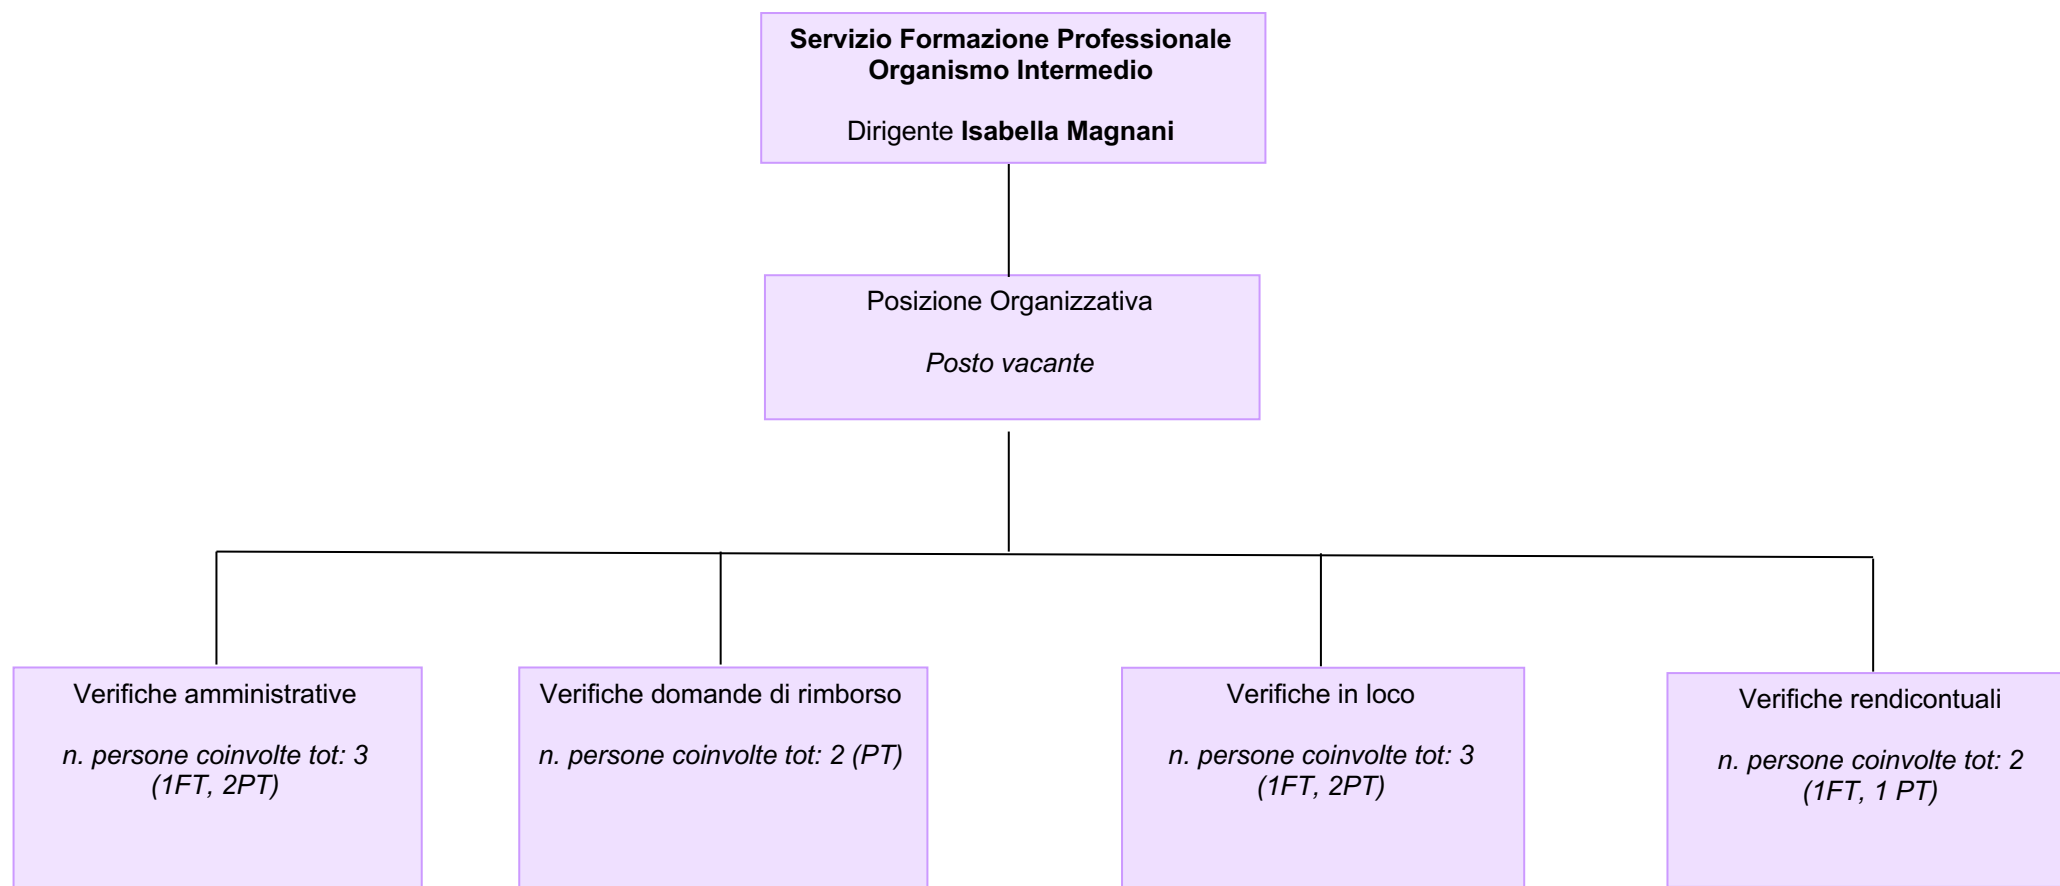 Servizio Formazione Professionale
Organismo Intermedio
Dirigente Isabella Magnani
Posizione Organizzativa
Posto vacante
Verifiche amministrative
n. persone coinvolte tot: 3
(1FT, 2PT)
Verifiche domande di rimborso
n. persone coinvolte tot: 2 (PT)
Verifiche in loco
n. persone coinvolte tot: 3
(1FT, 2PT)
Verifiche rendicontuali
n. persone coinvolte tot: 2
(1FT, 1 PT)